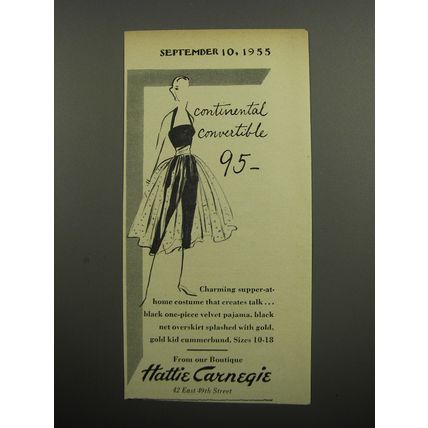 SEPTEMBER 10, 1955
continental
convertible
95–
Charming supper-at-
home costume that creates talk...
black one-piece velvet pajama, black
net overskirt splashed with gold,
gold kid cummerbund. Sizes 10-18
From our Boutique
Hattie Carnegie
42 East 49th Street